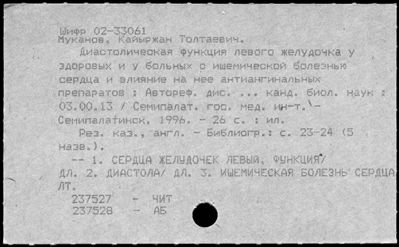 Шифр 02-33061
Муканов, Кайыржан Толтаевич.
Диастолическая функция левого желудочка у
здоровых и у больных с ишемической болезнью
сердца и влияние на нее антиангинальных
препаратов : Автореф. дис. ... канд. биол. наук :
03.00.13 / Семипалат. гос. мед. ин-т. \-
Семипалатинск, 1996. - 26 с. : ил.
Рез. каз., англ. - Библиогр.: с. 23-24 (5
назв.).
-- 1. СЕРДЦА ЖЕЛУДОЧЕК ЛЕВЫЙ, ФУНКЦИЯ/
ДЛ. 2. ДИАСТОЛА/ ДЛ. 3. ИШЕМИЧЕСКАЯ БОЛЕЗНЬ СЕРДЦА
ЛТ.
237527 - ЧИТ
237528 - АБ